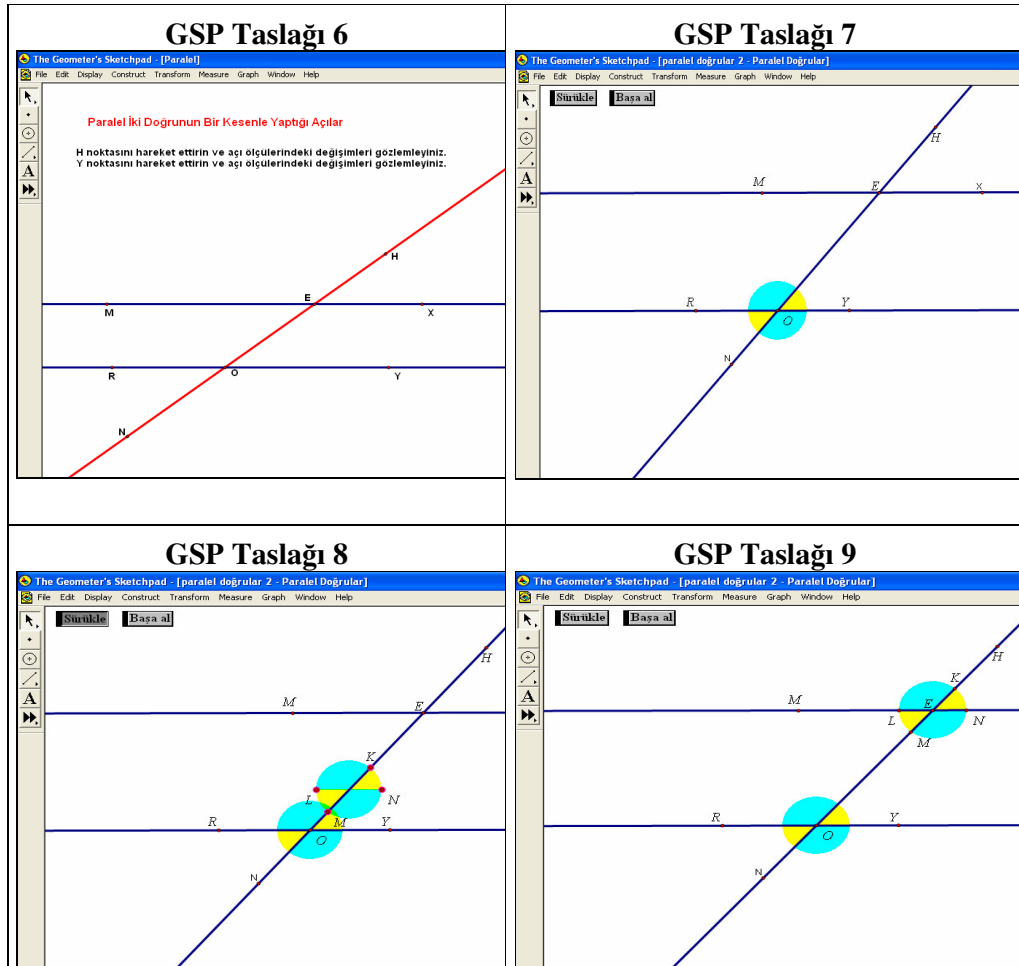 GSP Taslağı 6
The Geometer's Sketchpad - [Paralel]
File Edit Display Construct Transform Measure Graph Window Help
A
Paralel İki Doğrunun Bir Kesenle Yaptığı Açılar
H noktasını hareket ettirin ve açı ölçülerindeki değişimleri gözlemleyiniz.
Y noktasını hareket ettirin ve açı ölçülerindeki değişimleri gözlemleyiniz.
H
E
M X
R O Y
N
GSP Taslağı 7
The Geometer's Sketchpad - [paralel doğrular 2 - Paralel Doğrular]
File Edit Display Construct Transform Measure Graph Window Help
Sürükle Başa al
A
H
M E X
R Y
O
N
GSP Taslağı 8
The Geometer's Sketchpad - [paralel doğrular 2 - Paralel Doğrular]
File Edit Display Construct Transform Measure Graph Window Help
Sürükle Başa al
A
H
M E
K
L N
R M Y
O
N
GSP Taslağı 9
The Geometer's Sketchpad - [paralel doğrular 2 - Paralel Doğrular]
File Edit Display Construct Transform Measure Graph Window Help
Sürükle Başa al
A
H
K
M E
L N
M
R Y
O
N